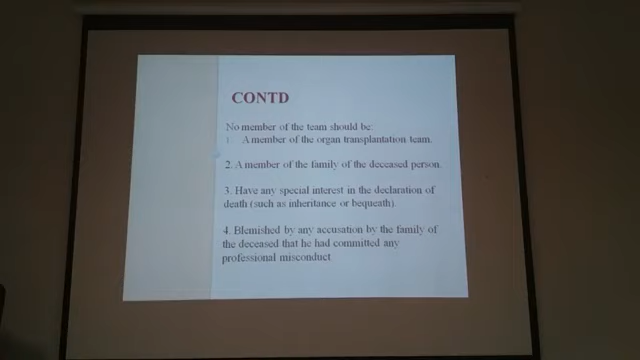 CONTD
No member of the team should be:
1. A member of the organ transplantation team.
2. A member of the family of the deceased person.
3. Have any special interest in the declaration of
death (such as inheritance or bequeath).
4. Blemished by any accusation by the family of
the deceased that he had committed any
professional misconduct